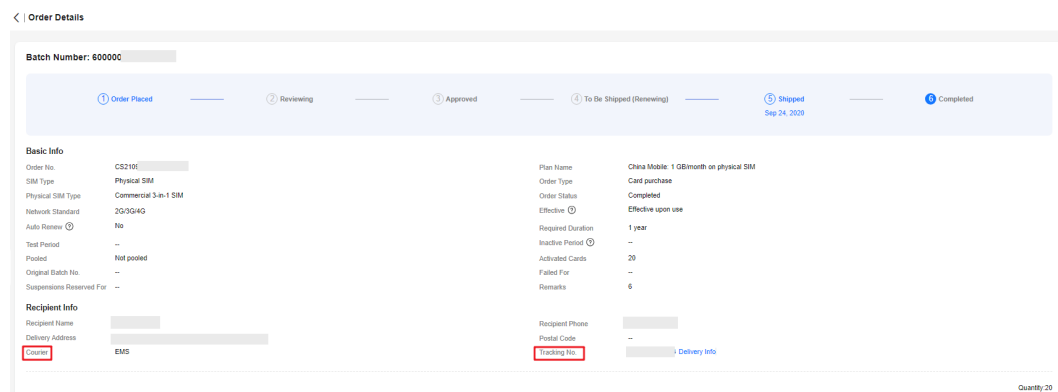 < | Order Details
Batch Number: 600000
1 Order Placed 2 Reviewing 3 Approved 4 To Be Shipped (Renewing) 5 Shipped 6 Completed
Sep 24, 2020
Basic Info
Order No. CS2109 Plan Name China Mobile: 1 GB/month on physical SIM
SIM Type Physical SIM Order Type Card purchase
Physical SIM Type Commercial 3-in-1 SIM Order Status Completed
Network Standard 2G/3G/4G Effective ? Effective upon use
Auto Renew ? No Required Duration 1 year
Test Period -- Inactive Period ? --
Pooled Not pooled Activated Cards 20
Original Batch No. -- Failed For --
Suspensions Reserved For -- Remarks 6
Recipient Info
Recipient Name Recipient Phone
Delivery Address Postal Code --
Courier EMS Tracking No. Delivery Info
Quantity:20